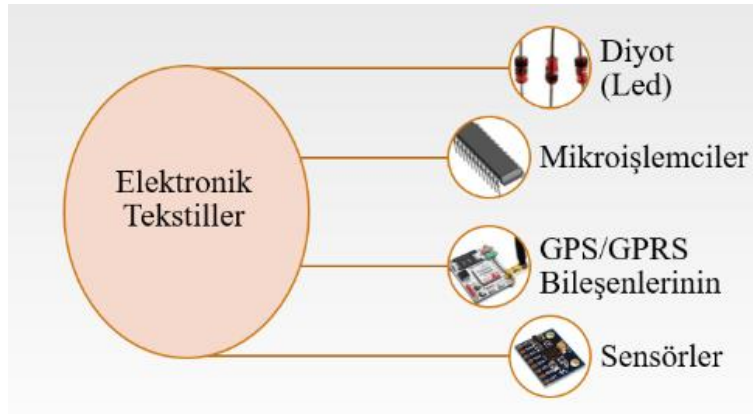 Elektronik
Tekstiller
Diyot
(Led)
Mikroişlemciler
GPS/GPRS
Bileşenlerinin
Sensörler